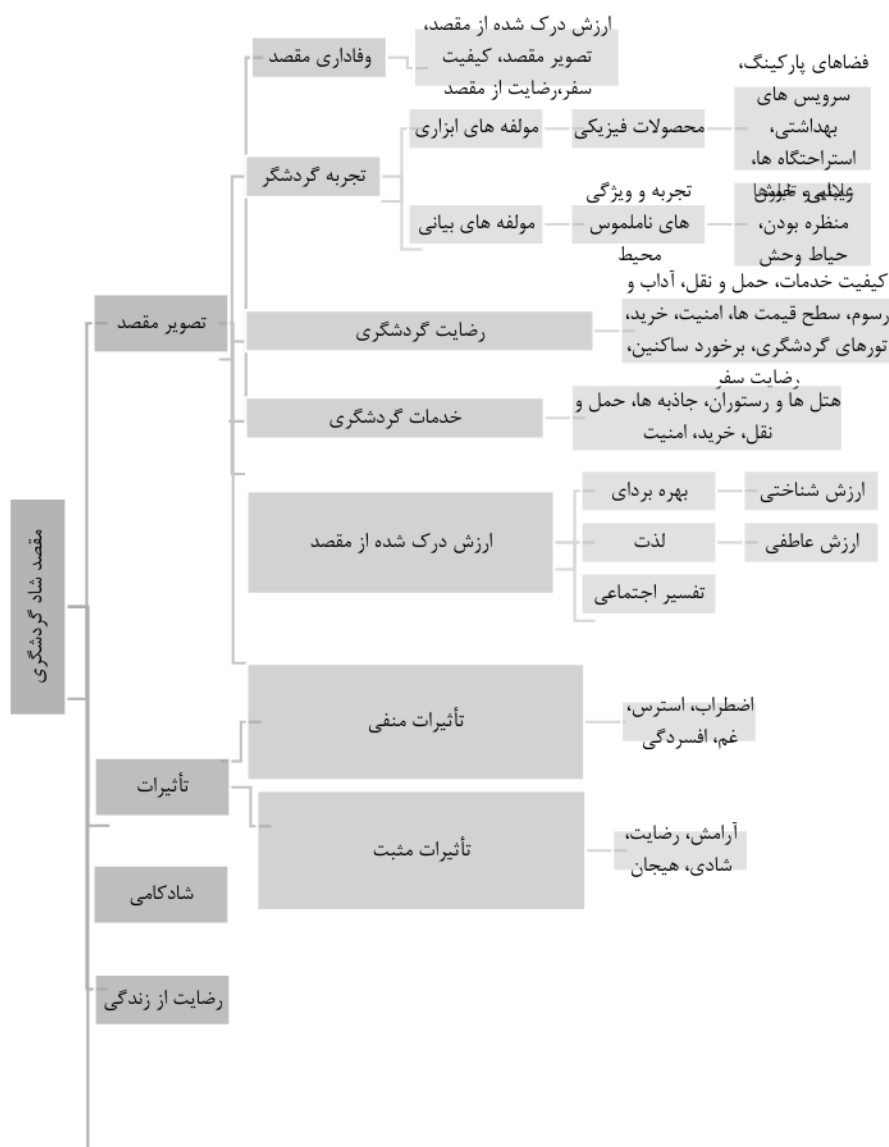 ارزش درک شده از مقصد،
تصویر مقصد، کیفیت
سفر،رضایت از مقصد
وفاداری مقصد
فضاهای پارکینگ،
سرویس های
بهداشتی،
استراحتگاه ها،
محصولات فیزیکی
مولفه های ابزاری
تجربه گردشگر
منظره بودن،
حیاط وحش
تجربه و ویژگی
های ناملموس
محیط
مولفه های بیانی
تصویر مقصد
کیفیت خدمات، حمل و نقل، آداب و
رسوم، سطح قیمت ها، امنیت، خرید،
تورهای گردشگری، برخورد ساکنین،
رضایت سفر
رضایت گردشگری
هتل ها و رستوران، جاذبه ها، حمل و
نقل، خرید، امنیت
خدمات گردشگری
ارزش شناختی
بهره بردای
ارزش درک شده از مقصد
ارزش عاطفی
لذت
تفسیر اجتماعی
مقصد شاد گردشگری
اضطراب، استرس،
غم، افسردگی
تأثیرات منفی
تأثیرات
آرامش، رضایت،
شادی، هیجان
تأثیرات مثبت
شادکامی
رضایت از زندگی